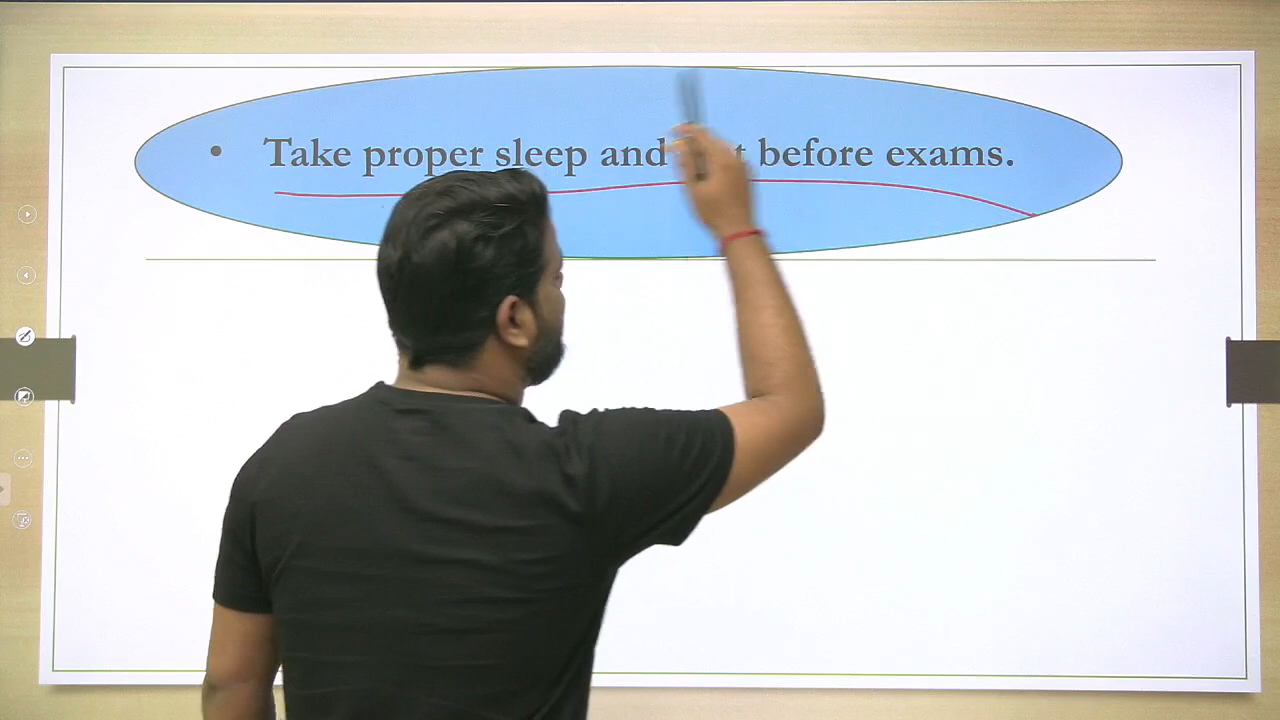 • Take proper sleep and before exams.